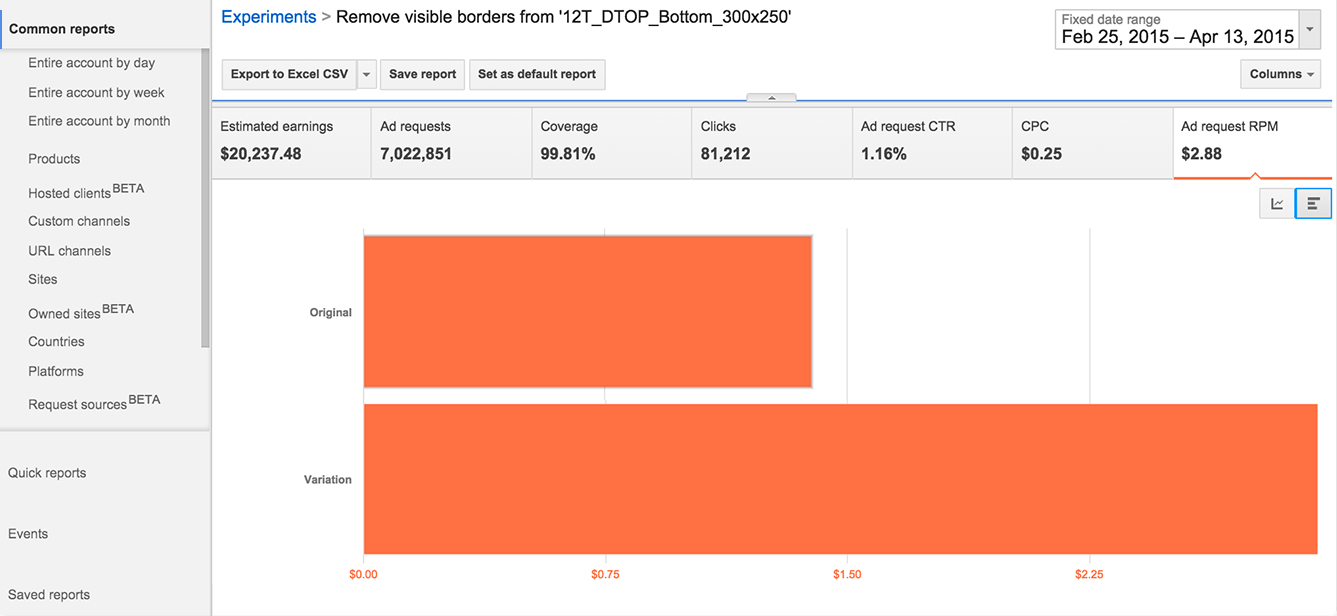 Common reports
Entire account by day
Entire account by week
Entire account by month
Products
Hosted clients BETA
Custom channels
URL channels
Sites
Owned sites BETA
Countries
Platforms
Request sources BETA
Quick reports
Events
Saved reports
Experiments > Remove visible borders from '12T_DTOP_Bottom_300x250'
Fixed date range
Feb 25, 2015 – Apr 13, 2015
Export to Excel CSV Save report Set as default report Columns
Estimated earnings Ad requests Coverage Clicks Ad request CTR CPC Ad request RPM
$20,237.48 7,022,851 99.81% 81,212 1.16% $0.25 $2.88
Original
Variation
$0.00 $0.75 $1.50 $2.25